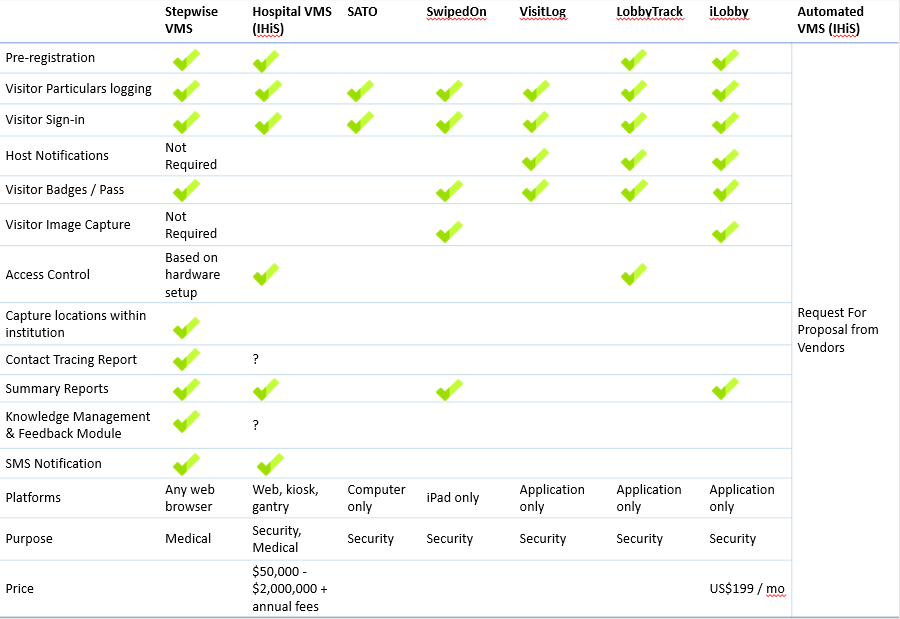 Stepwise VMS Hospital VMS (IHiS) SATO SwipedOn VisitLog LobbyTrack iLobby Automated VMS (IHiS)
Pre-registration
Visitor Particulars logging
Visitor Sign-in
Host Notifications Not Required
Visitor Badges / Pass
Visitor Image Capture Not Required
Access Control Based on hardware setup
Capture locations within institution
Request For Proposal from Vendors
Contact Tracing Report ?
Summary Reports
Knowledge Management & Feedback Module ?
SMS Notification
Platforms Any web browser Web, kiosk, gantry Computer only iPad only Application only Application only Application only
Purpose Medical Security, Medical Security Security Security Security Security
Price $50,000 - $2,000,000 + annual fees US$199 / mo